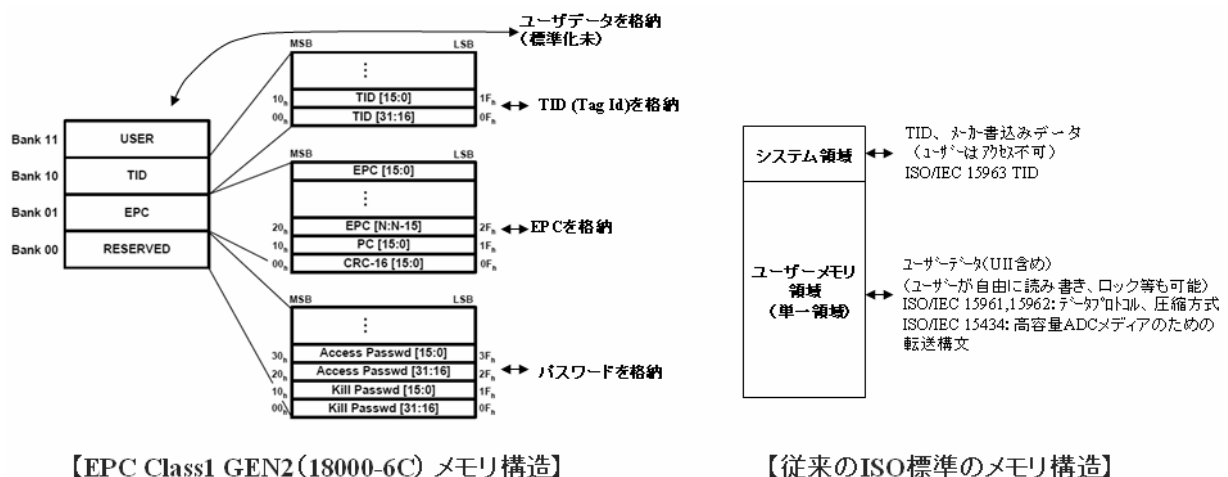 ユーザデータを格納
(標準化未)
MSB LSB
⋮
10h TID [15:0] 1Fh
00h TID [31:16] 0Fh
TID (Tag Id)を格納
Bank 11 USER
Bank 10 TID
Bank 01 EPC
Bank 00 RESERVED
MSB LSB
EPC [15:0]
⋮
20h EPC [N:N-15] 2Fh
10h PC [15:0] 1Fh
00h CRC-16 [15:0] 0Fh
EPCを格納
MSB LSB
⋮
30h Access Passwd [15:0] 3Fh
20h Access Passwd [31:16] 2Fh
10h Kill Passwd [15:0] 1Fh
00h Kill Passwd [31:16] 0Fh
パスワードを格納
【EPC Class1 GEN2(18000-6C) メモリ構造】
システム領域
TID、メーカー書込みデータ
(ユーザーはアクセス不可)
ISO/IEC 15963 TID
ユーザーメモリ
領域
(単一領域)
ユーザーデータ(UII含め)
(ユーザーが自由に読み書き、ロック等も可能)
ISO/IEC 15961,15962: データプロトコル、圧縮方式
ISO/IEC 15434: 高容量ADCメディアのための
転送構文
【従来のISO標準のメモリ構造】